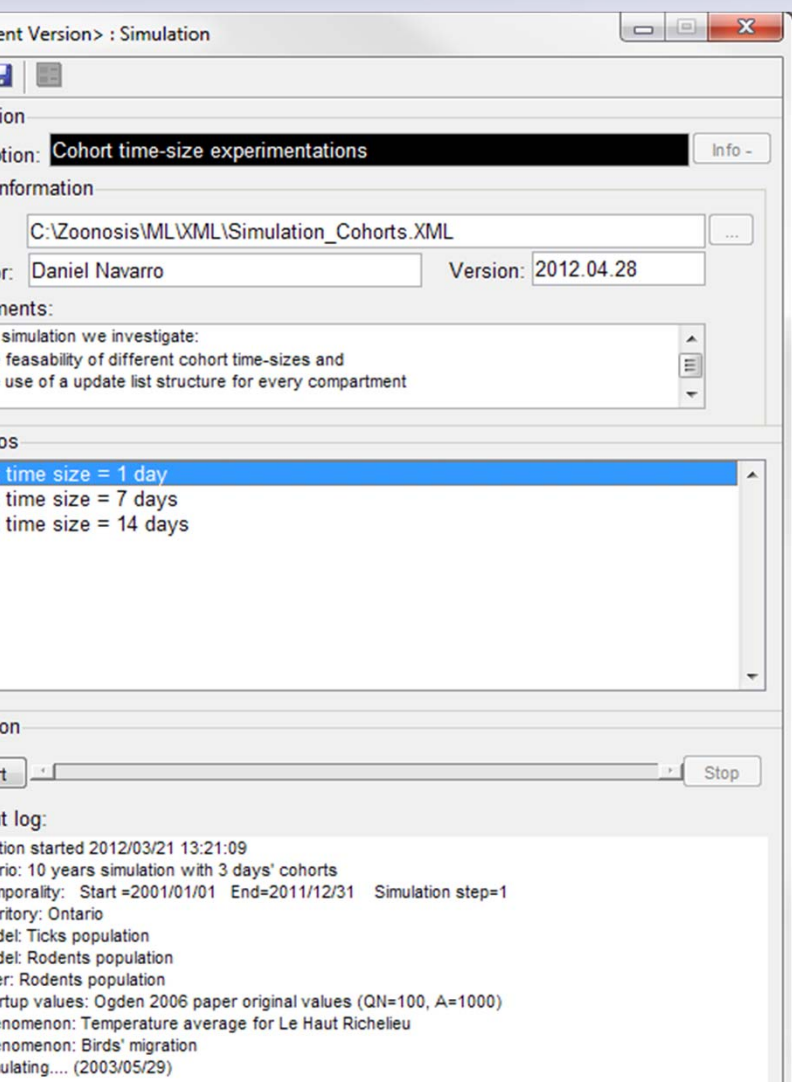 ent Version> : Simulation
ion
otion: Cohort time-size experimentations Info -
nformation
C:\Zoonosis\ML\XML\Simulation_Cohorts.XML ...
or: Daniel Navarro Version: 2012.04.28
ments:
simulation we investigate:
feasability of different cohort time-sizes and
use of a update list structure for every compartment
os
time size = 1 day
time size = 7 days
time size = 14 days
on
rt Stop
t log:
ation started 2012/03/21 13:21:09
rio: 10 years simulation with 3 days' cohorts
mporality: Start =2001/01/01 End=2011/12/31 Simulation step=1
ritory: Ontario
del: Ticks population
del: Rodents population
er: Rodents population
rtup values: Ogden 2006 paper original values (QN=100, A=1000)
enomenon: Temperature average for Le Haut Richelieu
enomenon: Birds' migration
ulating.... (2003/05/29)